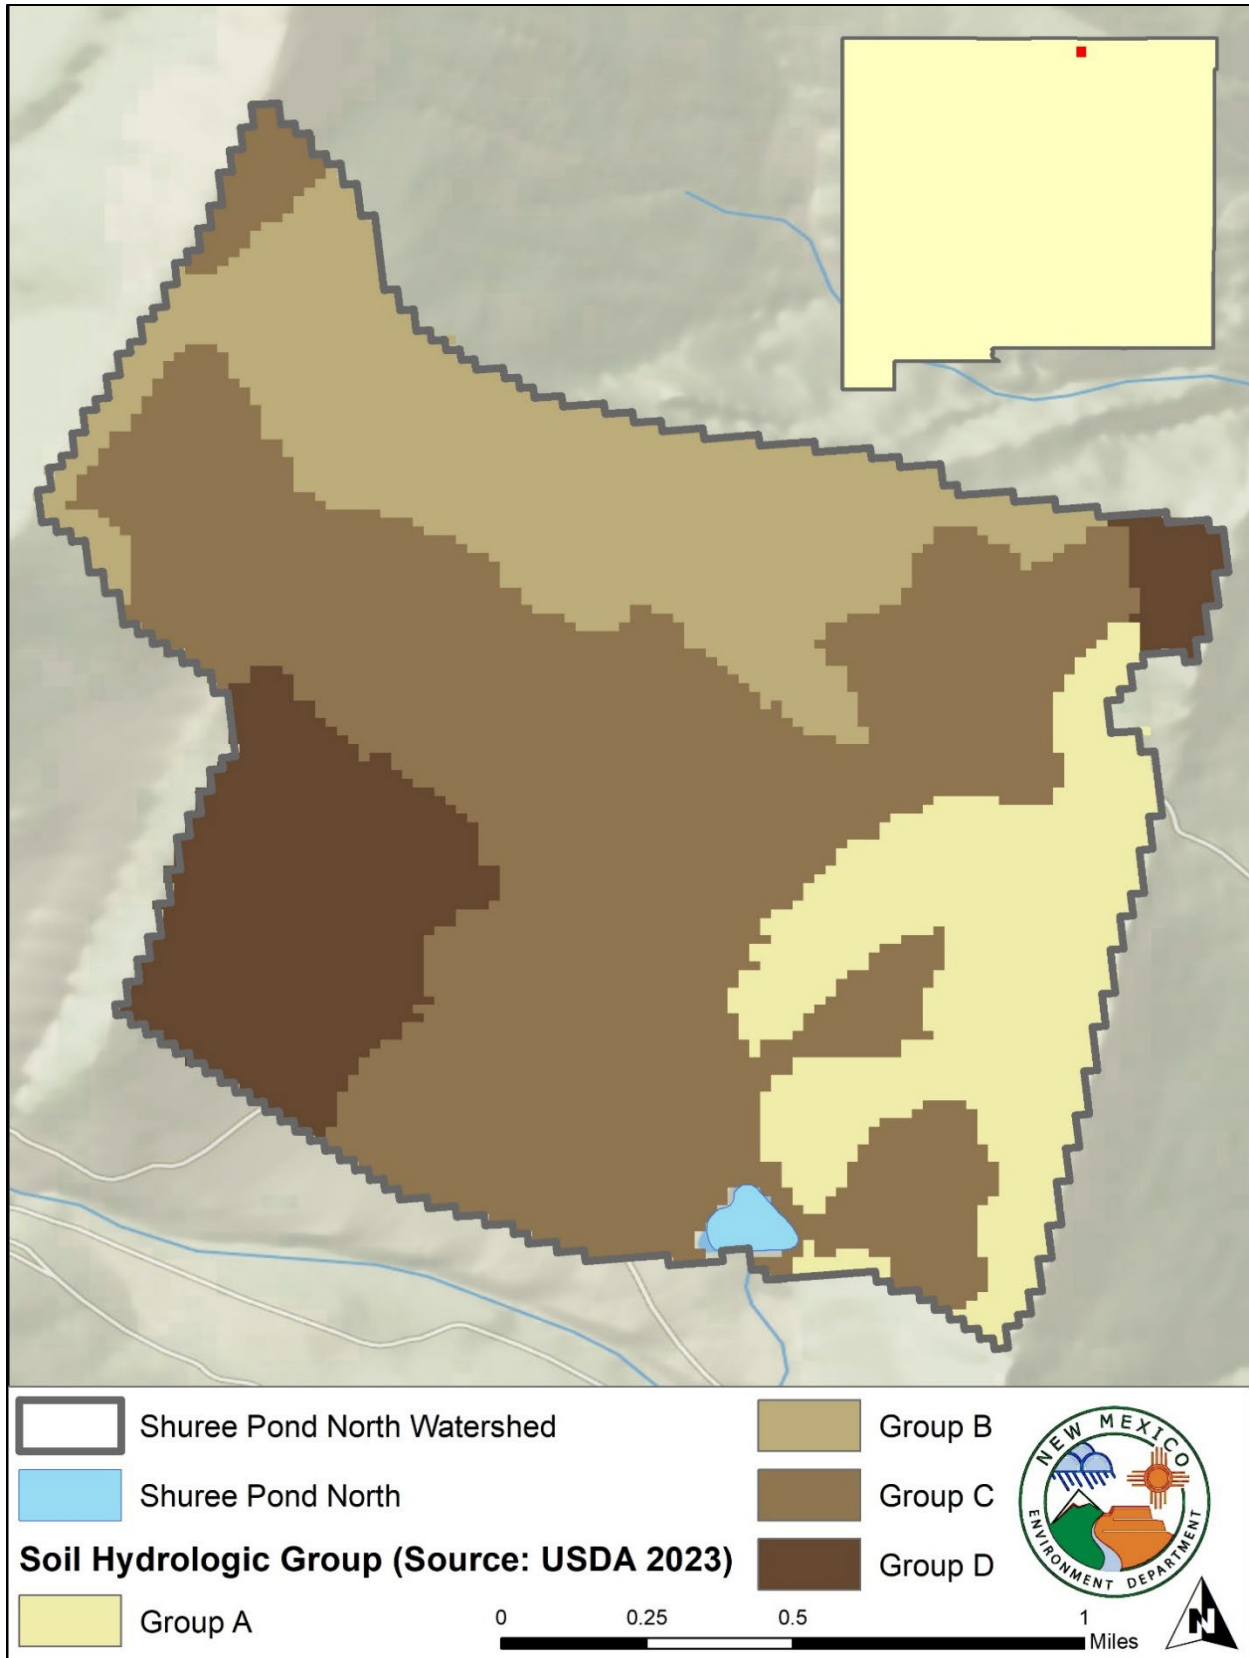 Shuree Pond North Watershed
Shuree Pond North
Soil Hydrologic Group (Source: USDA 2023)
Group A
Group B
Group C
Group D
0 0.25 0.5 1
Miles
NEW MEXICO
ENVIRONMENT DEPARTMENT
N